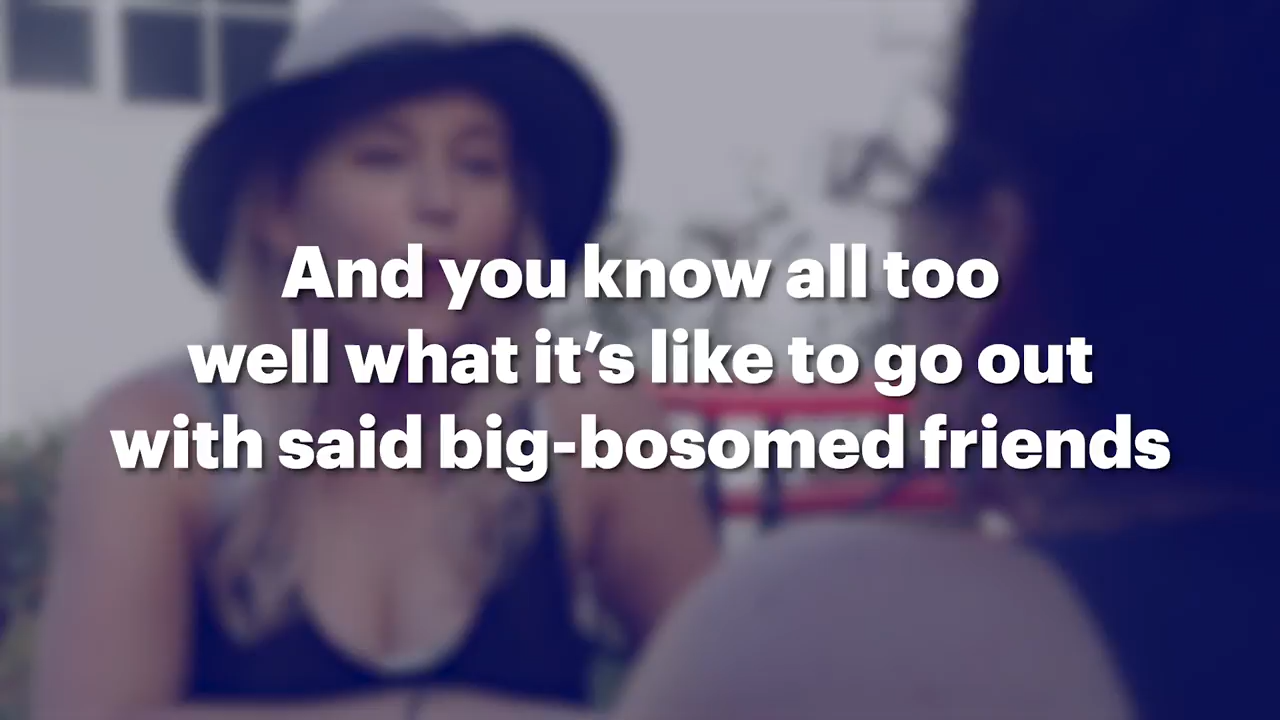 And you know all too
well what it’s like to go out
with said big-bosomed friends